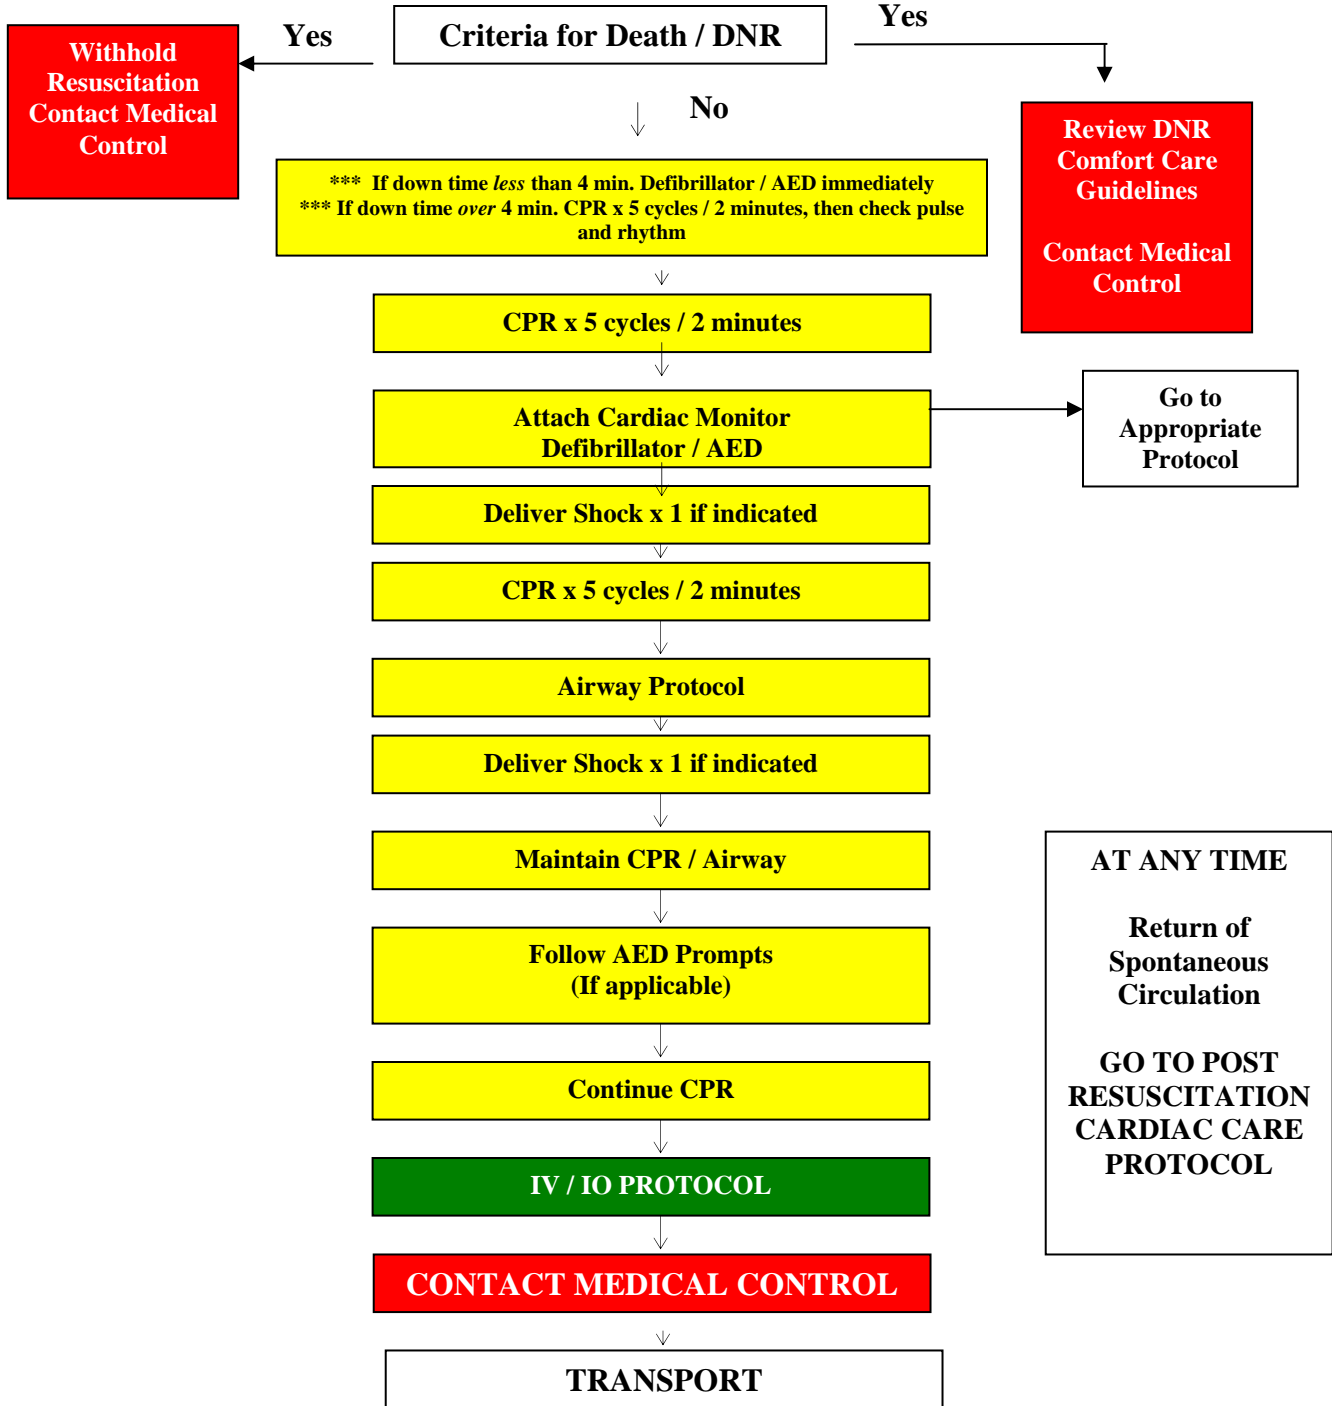 Criteria for Death / DNR
Yes
Yes
Withhold
Resuscitation
Contact Medical
Control
No
Review DNR
Comfort Care
Guidelines
Contact Medical
Control
*** If down time less than 4 min. Defibrillator / AED immediately
*** If down time over 4 min. CPR x 5 cycles / 2 minutes, then check pulse
and rhythm
CPR x 5 cycles / 2 minutes
Attach Cardiac Monitor
Defibrillator / AED
Go to
Appropriate
Protocol
Deliver Shock x 1 if indicated
CPR x 5 cycles / 2 minutes
Airway Protocol
Deliver Shock x 1 if indicated
Maintain CPR / Airway
Follow AED Prompts
(If applicable)
Continue CPR
IV / IO PROTOCOL
CONTACT MEDICAL CONTROL
TRANSPORT
AT ANY TIME
Return of
Spontaneous
Circulation
GO TO POST
RESUSCITATION
CARDIAC CARE
PROTOCOL